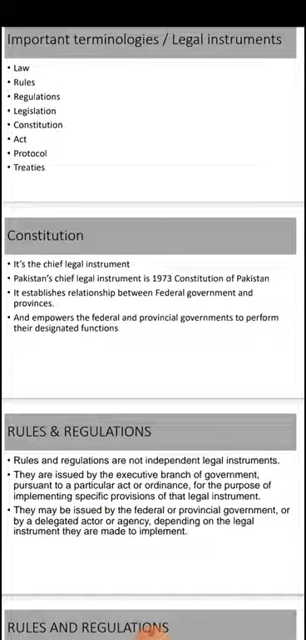 Important terminologies / Legal instruments
• Law
• Rules
• Regulations
• Legislation
• Constitution
• Act
• Protocol
• Treaties
Constitution
• It's the chief legal instrument
• Pakistan's chief legal instrument is 1973 Constitution of Pakistan
• It establishes relationship between Federal government and
provinces.
• And empowers the federal and provincial governments to perform
their designated functions
RULES & REGULATIONS
• Rules and regulations are not independent legal instruments.
• They are issued by the executive branch of government,
pursuant to a particular act or ordinance, for the purpose of
implementing specific provisions of that legal instrument.
• They may be issued by the federal or provincial government, or
by a delegated actor or agency, depending on the legal
instrument they are made to implement.
RULES AND REGULATIONS